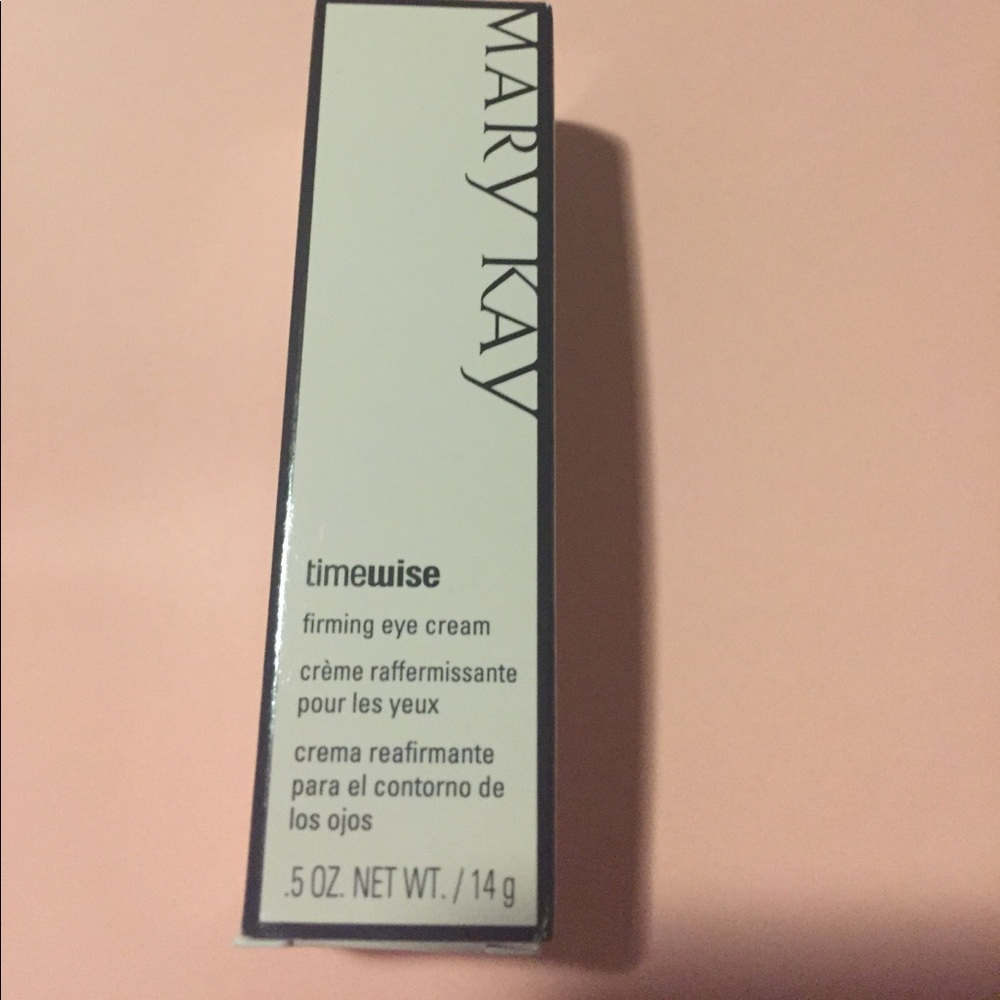 MARY KAY
timewise
firming eye cream
crème raffermissante
pour les yeux
crema reafirmante
para el contorno de
los ojos
.5 OZ. NET WT. / 14 g